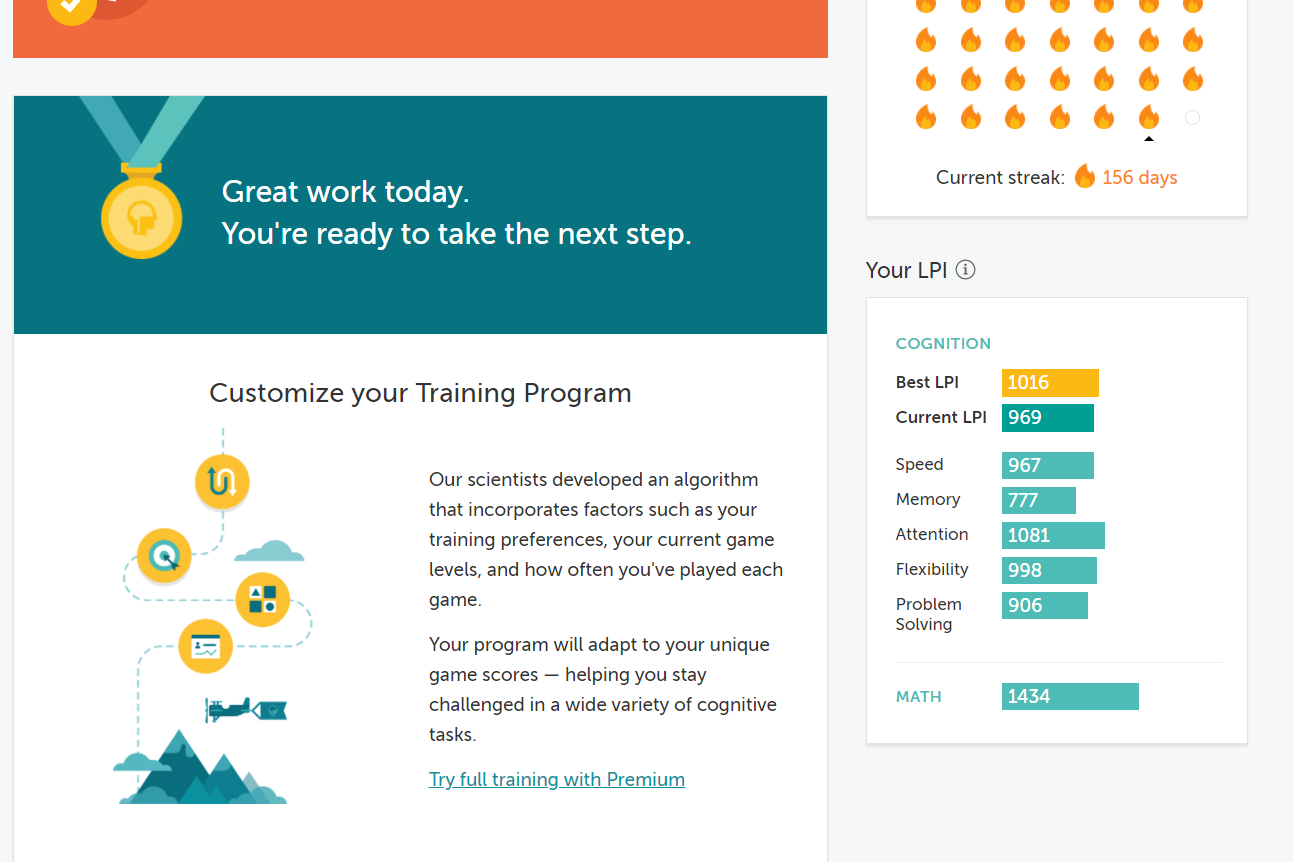 Great work today.
You're ready to take the next step.
Customize your Training Program
Our scientists developed an algorithm
that incorporates factors such as your
training preferences, your current game
levels, and how often you've played each
game.
Your program will adapt to your unique
game scores — helping you stay
challenged in a wide variety of cognitive
tasks.
Try full training with Premium
Current streak: 156 days
Your LPI
COGNITION
Best LPI 1016
Current LPI 969
Speed 967
Memory 777
Attention 1081
Flexibility 998
Problem
Solving 906
MATH 1434